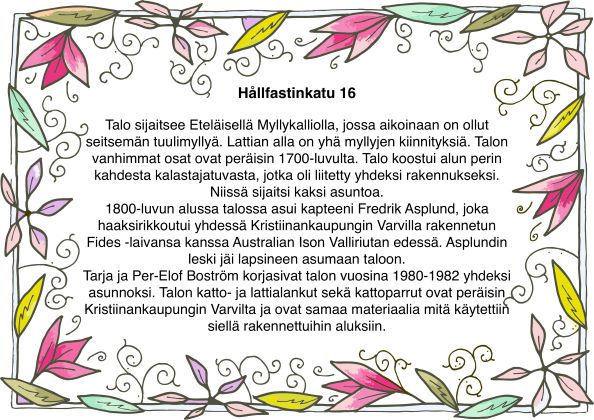 Hållfastinkatu 16
Talo sijaitsee Eteläisellä Myllykalliolla, jossa aikoinaan on ollut
seitsemän tuulimyllyä. Lattian alla on yhä myllyjen kiinnityksiä. Talon
vanhimmat osat ovat peräisin 1700-luvulta. Talo koostui alun perin
kahdesta kalastajatuvasta, jotka oli liitetty yhdeksi rakennukseksi.
Niissä sijaitsi kaksi asuntoa.
1800-luvun alussa talossa asui kapteeni Fredrik Asplund, joka
haaksirikkoutui yhdessä Kristiinankaupungin Varvilla rakennetun
Fides -laivansa kanssa Australian Ison Valliriutan edessä. Asplundin
leski jäi lapsineen asumaan taloon.
Tarja ja Per-Elof Boström korjasivat talon vuosina 1980-1982 yhdeksi
asunnoksi. Talon katto- ja lattialankut sekä kattoparrut ovat peräisin
Kristiinankaupungin Varvilta ja ovat samaa materiaalia mitä käytettiin
siellä rakennettuihin aluksiin.